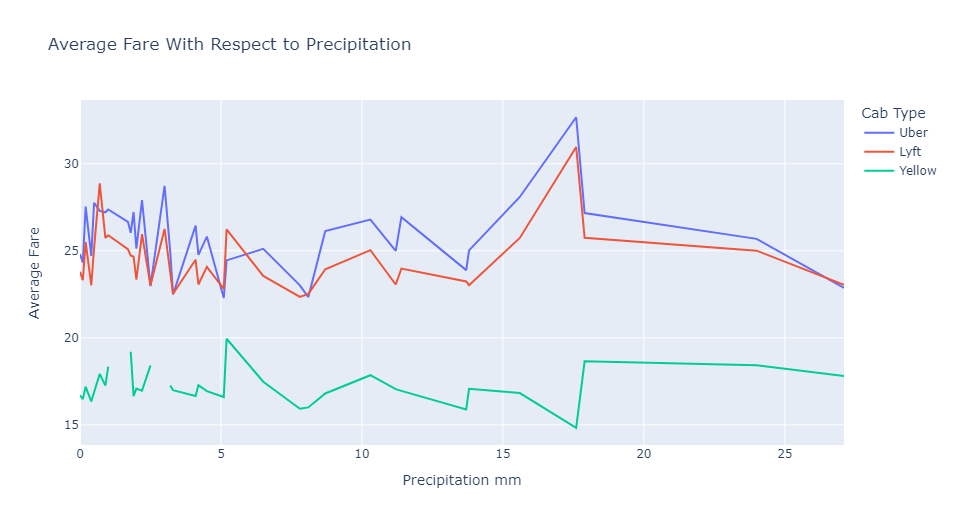 Average Fare With Respect to Precipitation
Cab Type
Uber
Lyft
Yellow
Average Fare
30
25
20
15
0
5
10
15
20
25
Precipitation mm